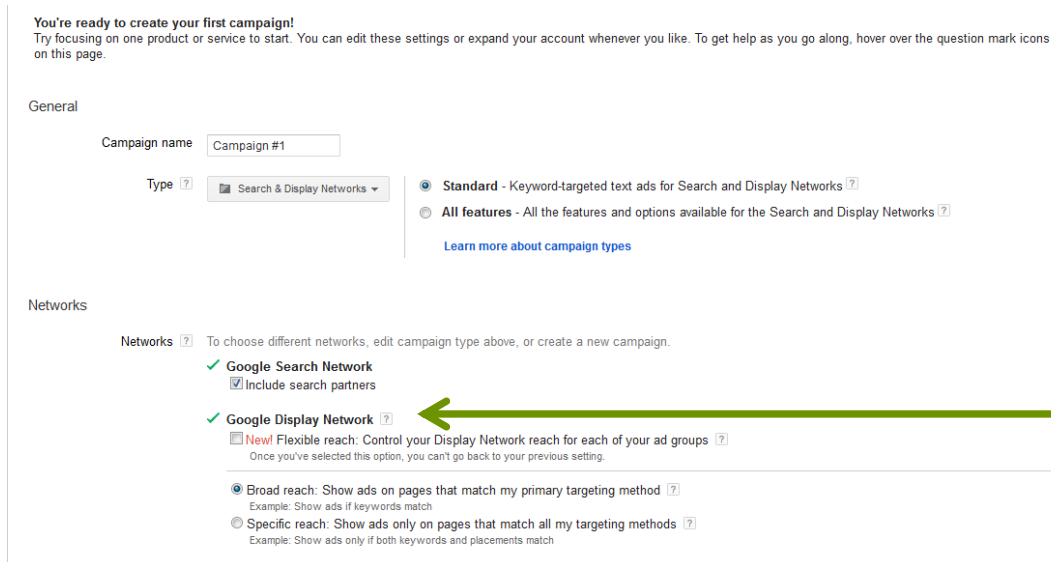 You're ready to create your first campaign!
Try focusing on one product or service to start. You can edit these settings or expand your account whenever you like. To get help as you go along, hover over the question mark icons
on this page.
General
Campaign name Campaign #1
Type ? Search & Display Networks Standard - Keyword-targeted text ads for Search and Display Networks ?
All features - All the features and options available for the Search and Display Networks ?
Learn more about campaign types
Networks
Networks ? To choose different networks, edit campaign type above, or create a new campaign.
Google Search Network
Include search partners
Google Display Network ?
New! Flexible reach: Control your Display Network reach for each of your ad groups ?
Once you've selected this option, you can't go back to your previous setting.
Broad reach: Show ads on pages that match my primary targeting method ?
Example: Show ads if keywords match
Specific reach: Show ads only on pages that match all my targeting methods ?
Example: Show ads only if both keywords and placements match